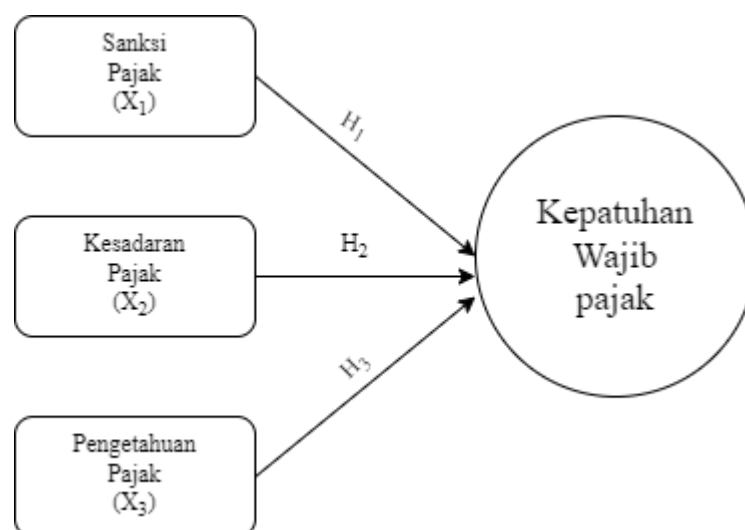 Sanksi
Pajak
(X₁)
H₁
Kesadaran
Pajak
(X₂)
H₂
Kepatuhan
Wajib
pajak
H₃
Pengetahuan
Pajak
(X₃)